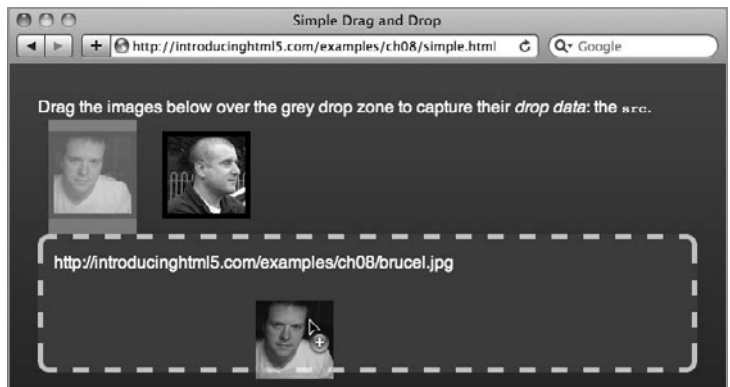 Simple Drag and Drop
http://introducinghtml5.com/examples/ch08/simple.html
Google
Drag the images below over the grey drop zone to capture their drop data: the src.
http://introducinghtml5.com/examples/ch08/brucel.jpg